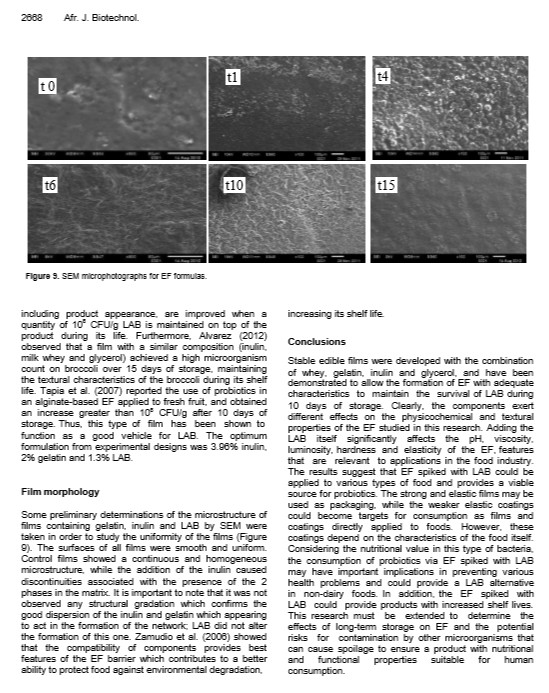 2668 Afr. J. Biotechnol.
t 0
t1
t4
t6
t10
t15
Figure 9. SEM microphotographs for EF formulas.
including product appearance, are improved when a
quantity of 10⁶ CFU/g LAB is maintained on top of the
product during its life. Furthermore, Alvarez (2012)
observed that a film with a similar composition (inulin,
milk whey and glycerol) achieved a high microorganism
count on broccoli over 15 days of storage, maintaining
the textural characteristics of the broccoli during its shelf
life. Tapia et al. (2007) reported the use of probiotics in
an alginate-based EF applied to fresh fruit, and obtained
an increase greater than 10⁶ CFU/g after 10 days of
storage. Thus, this type of film has been shown to
function as a good vehicle for LAB. The optimum
formulation from experimental designs was 3.96% inulin,
2% gelatin and 1.3% LAB.
Film morphology
Some preliminary determinations of the microstructure of
films containing gelatin, inulin and LAB by SEM were
taken in order to study the uniformity of the films (Figure
9). The surfaces of all films were smooth and uniform.
Control films showed a continuous and homogeneous
microstructure, while the addition of the inulin caused
discontinuities associated with the presence of the 2
phases in the matrix. It is important to note that it was not
observed any structural gradation which confirms the
good dispersion of the inulin and gelatin which appearing
to act in the formation of the network; LAB did not alter
the formation of this one. Zamudio et al. (2006) showed
that the compatibility of components provides best
features of the EF barrier which contributes to a better
ability to protect food against environmental degradation,
increasing its shelf life.
Conclusions
Stable edible films were developed with the combination
of whey, gelatin, inulin and glycerol, and have been
demonstrated to allow the formation of EF with adequate
characteristics to maintain the survival of LAB during
10 days of storage. Clearly, the components exert
different effects on the physicochemical and textural
properties of the EF studied in this research. Adding the
LAB itself significantly affects the pH, viscosity,
luminosity, hardness and elasticity of the EF, features
that are relevant to applications in the food industry.
The results suggest that EF spiked with LAB could be
applied to various types of food and provides a viable
source for probiotics. The strong and elastic films may be
used as packaging, while the weaker elastic coatings
could become targets for consumption as films and
coatings directly applied to foods. However, these
coatings depend on the characteristics of the food itself.
Considering the nutritional value in this type of bacteria,
the consumption of probiotics via EF spiked with LAB
may have important implications in preventing various
health problems and could provide a LAB alternative
in non-dairy foods. In addition, the EF spiked with
LAB could provide products with increased shelf lives.
This research must be extended to determine the
effects of long-term storage on EF and the potential
risks for contamination by other microorganisms that
can cause spoilage to ensure a product with nutritional
and functional properties suitable for human
consumption.